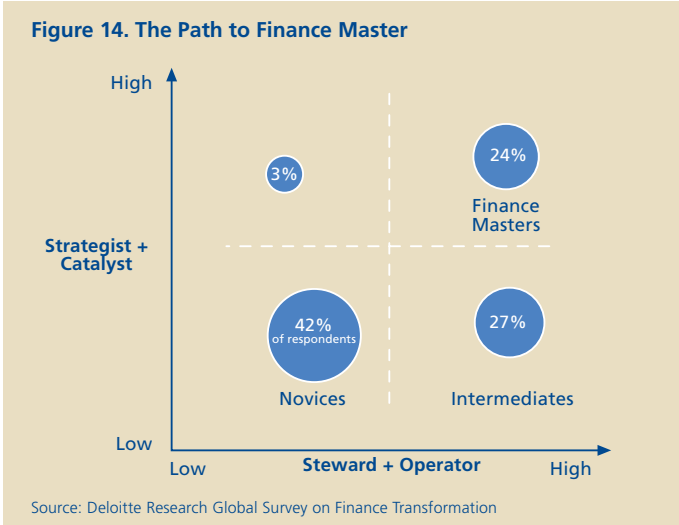 Figure 14. The Path to Finance Master
High
3%
24%
Finance
Masters
Strategist +
Catalyst
42%
of respondents
27%
Novices
Intermediates
Low
Low
Steward + Operator
High
Source: Deloitte Research Global Survey on Finance Transformation